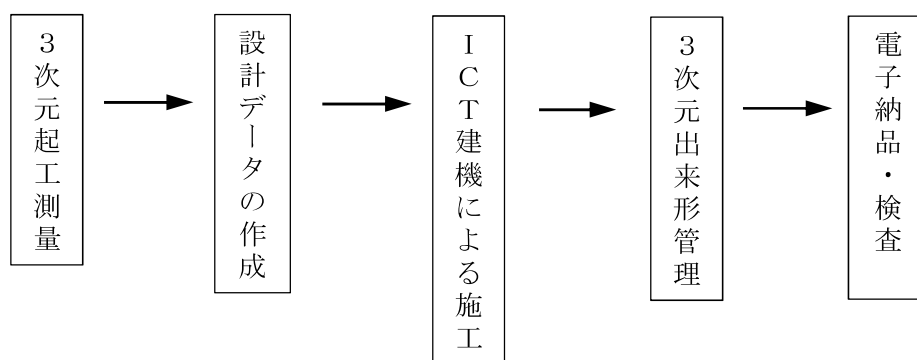 ３次元起工測量
設計データの作成
ＩＣＴ建機による施工
３次元出来形管理
電子納品・検査